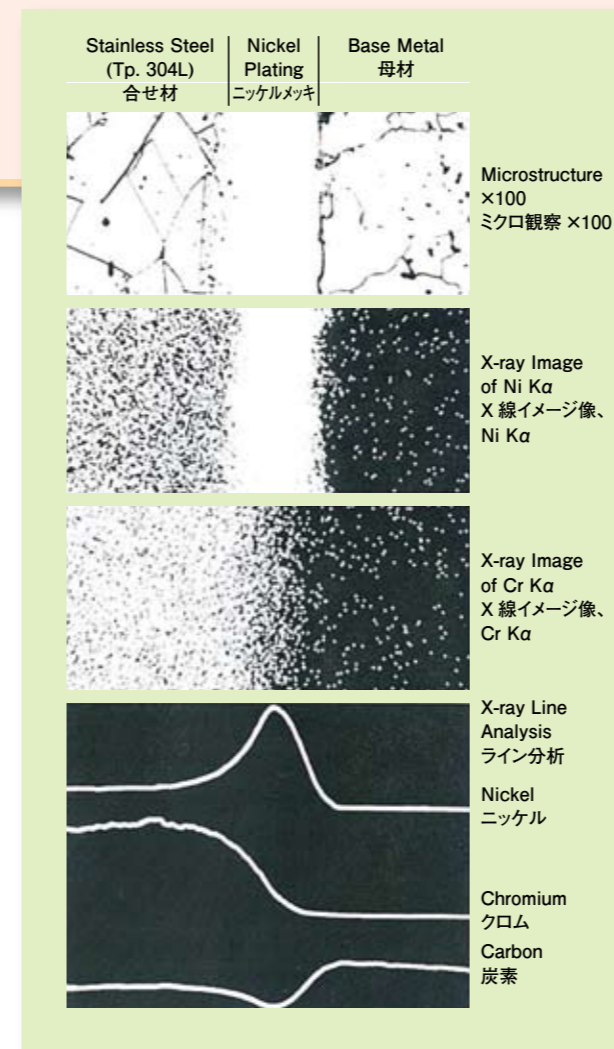 Stainless Steel
(Tp. 304L)
合せ材
Nickel
Plating
ニッケルメッキ
Base Metal
母材
Microstructure
×100
ミクロ観察 ×100
X-ray Image
of Ni Kα
X 線イメージ像、
Ni Kα
X-ray Image
of Cr Kα
X 線イメージ像、
Cr Kα
X-ray Line
Analysis
ライン分析
Nickel
ニッケル
Chromium
クロム
Carbon
炭素